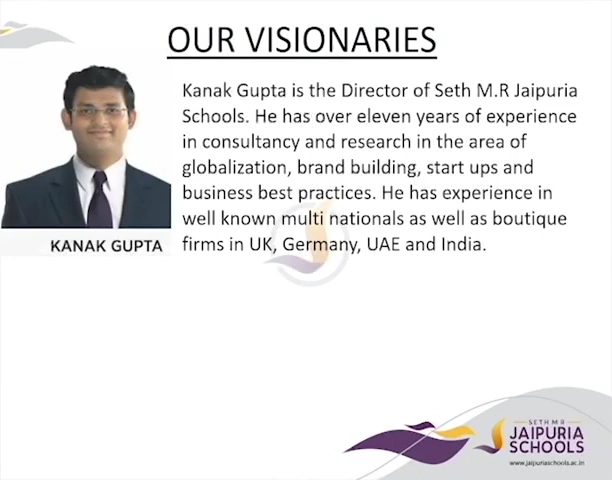 OUR VISIONARIES
Kanak Gupta is the Director of Seth M.R Jaipuria
Schools. He has over eleven years of experience
in consultancy and research in the area of
globalization, brand building, start ups and
business best practices. He has experience in
well known multi nationals as well as boutique
firms in UK, Germany, UAE and India.
KANAK GUPTA
SETH M R
JAIPURIA
SCHOOLS
www.jaipuriaschools.ac.in